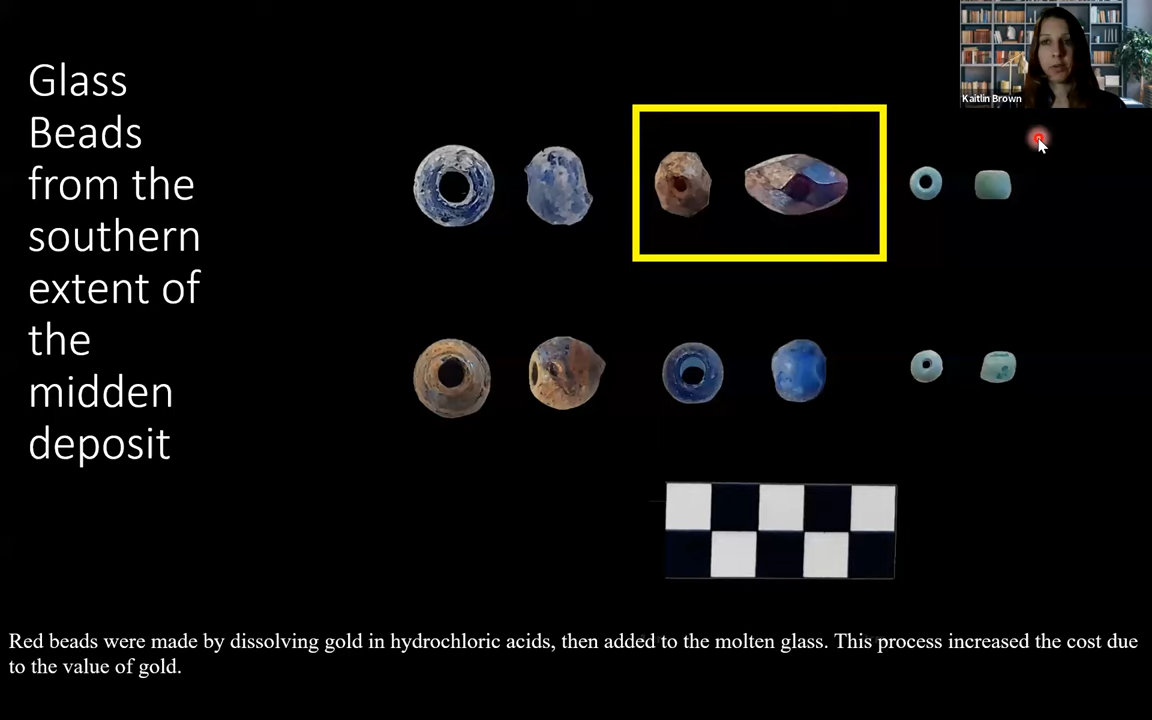 Glass
Beads
from the
southern
extent of
the
midden
deposit
Kaitlin Brown
Red beads were made by dissolving gold in hydrochloric acids, then added to the molten glass. This process increased the cost due
to the value of gold.